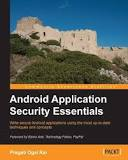 Android Application
Security Essentials
Write secure Android applications using the most up-to-date
techniques and concepts
Pragati Ogal Rai